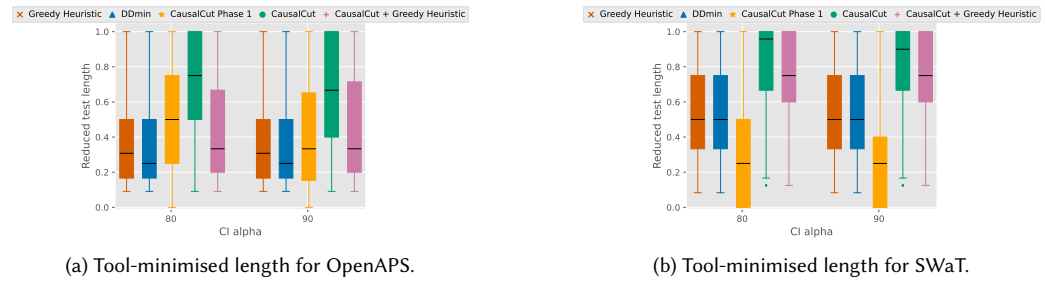 Greedy Heuristic DDmin CausalCut Phase 1 CausalCut CausalCut + Greedy Heuristic
1.0
0.8
0.6
0.4
0.2
0.0
Reduced test length
80 90
CI alpha
(a) Tool-minimised length for OpenAPS.
Greedy Heuristic DDmin CausalCut Phase 1 CausalCut CausalCut + Greedy Heuristic
1.0
0.8
0.6
0.4
0.2
0.0
Reduced test length
80 90
CI alpha
(b) Tool-minimised length for SWaT.